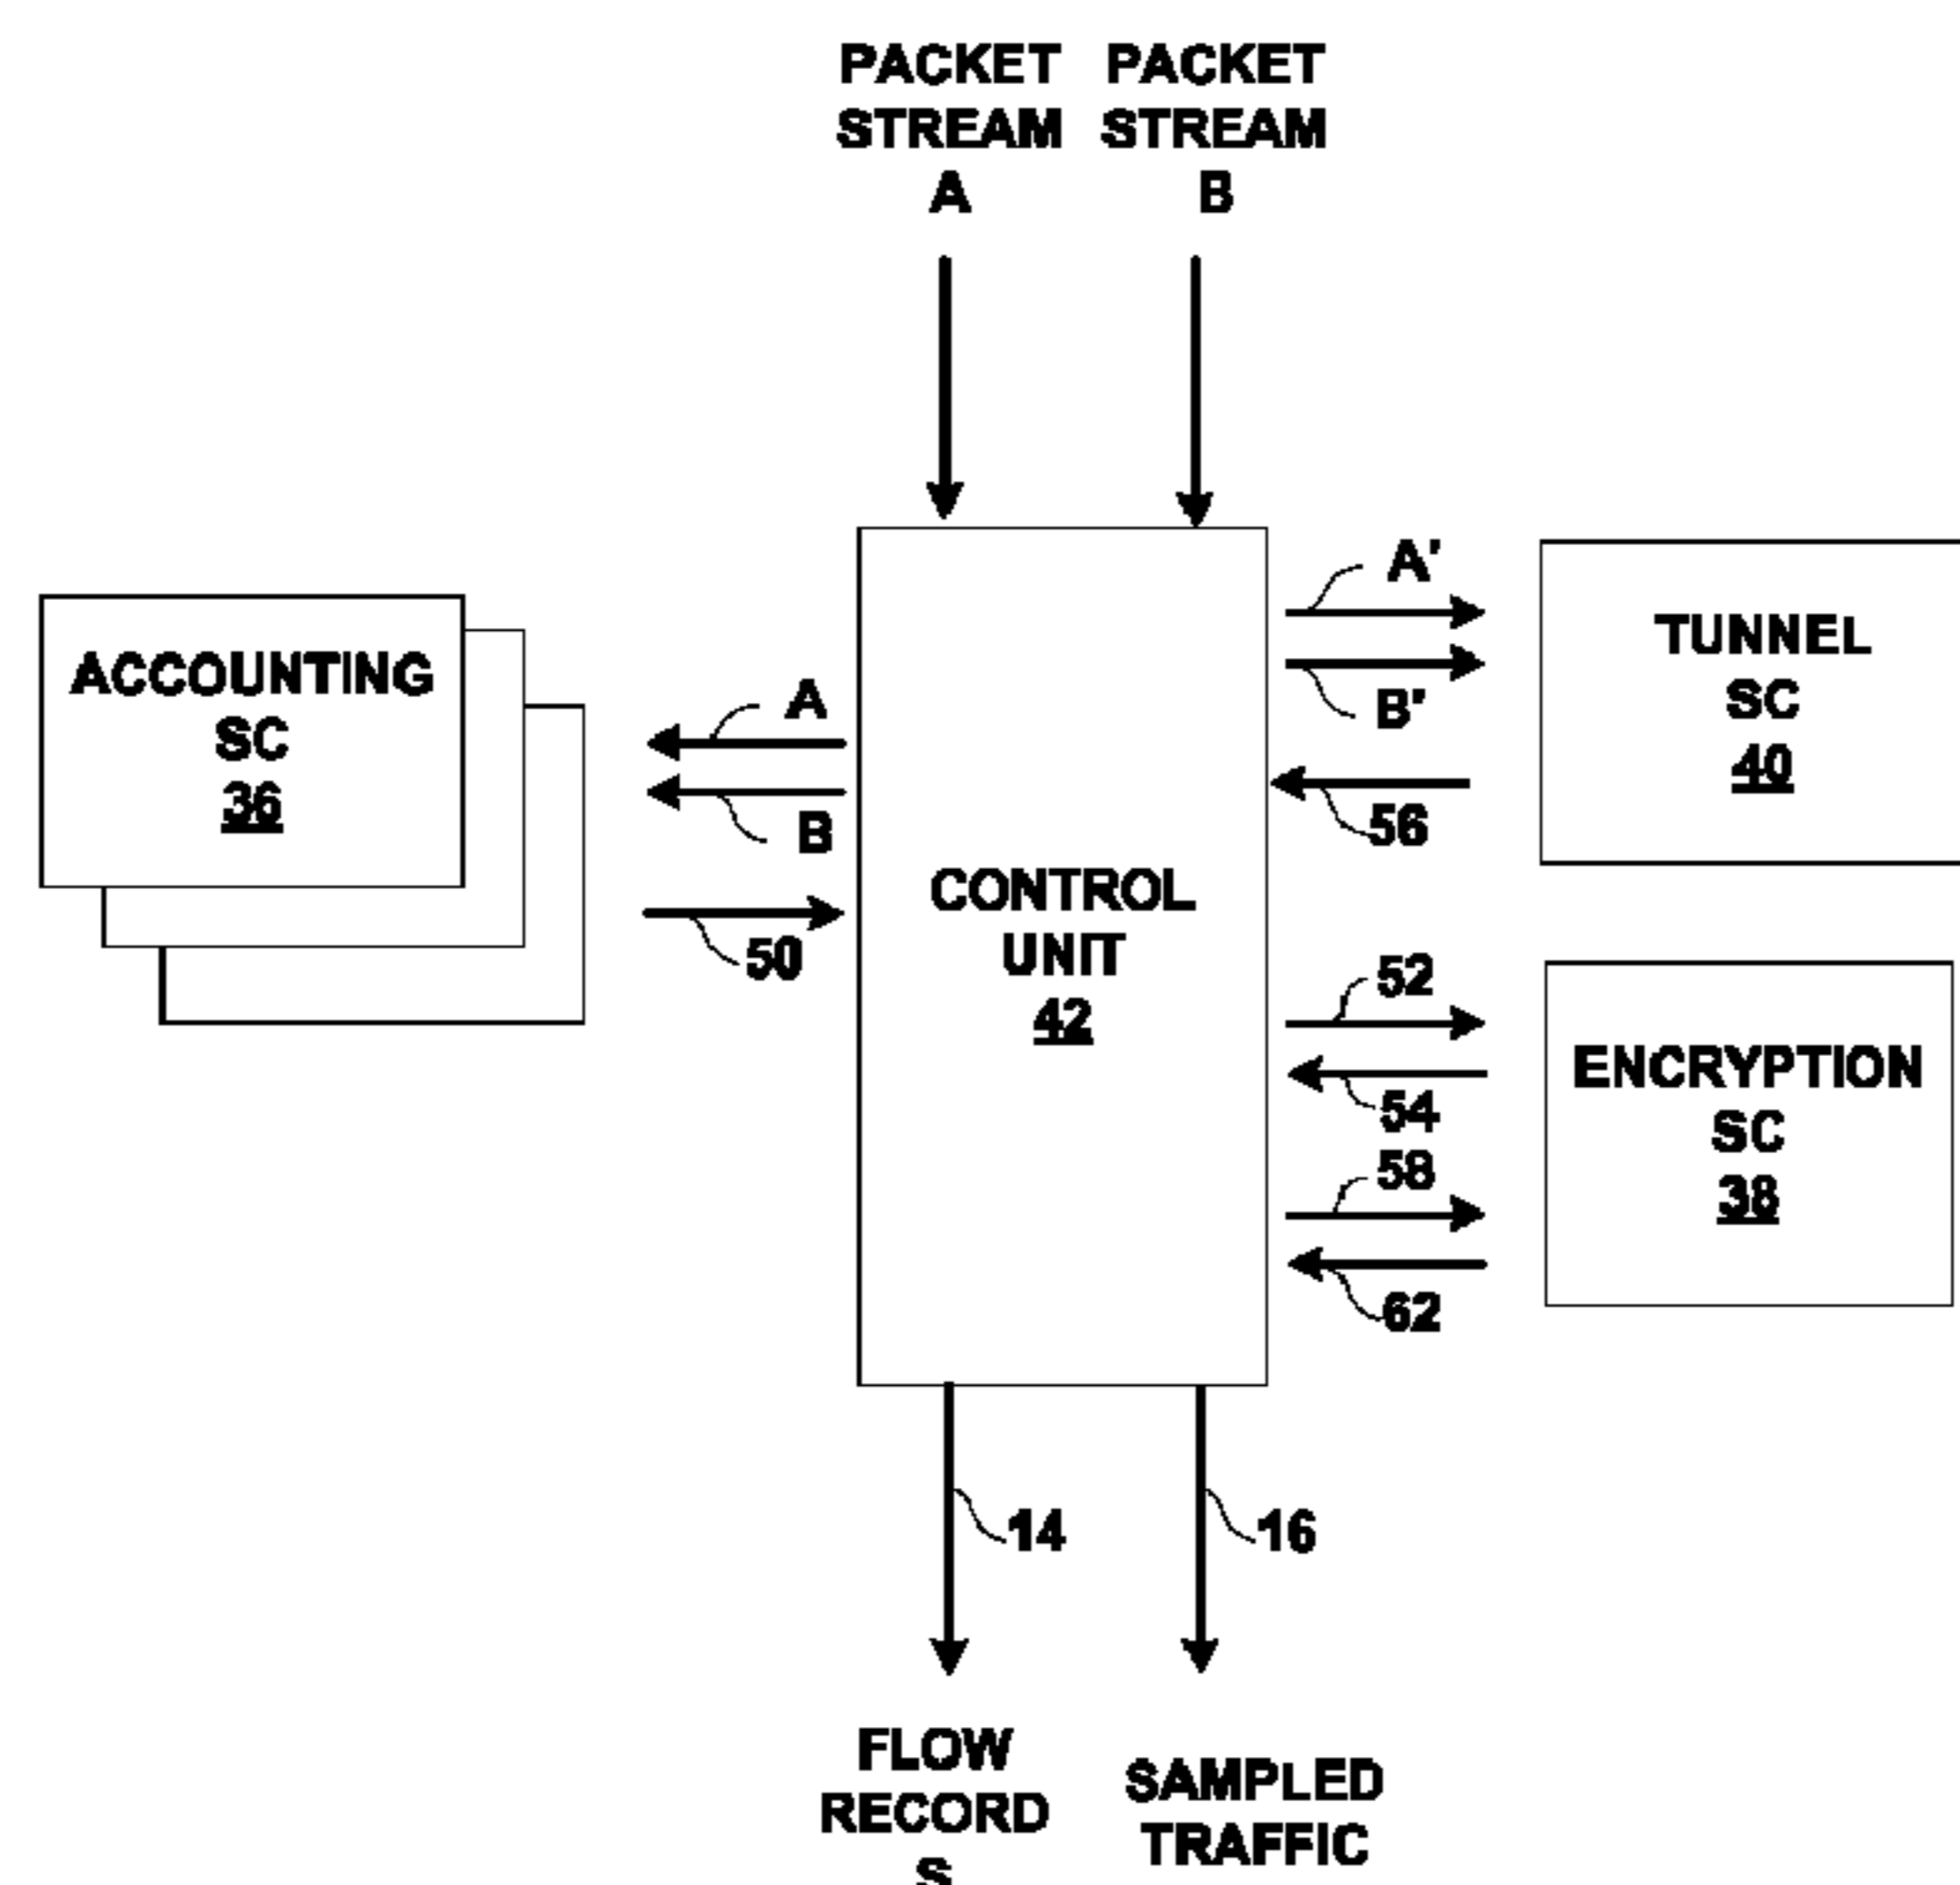 PACKET
STREAM
A
PACKET
STREAM
B
ACCOUNTING
SC
36
A
B
50
CONTROL
UNIT
42
A'
B'
56
TUNNEL
SC
40
52
54
58
62
ENCRYPTION
SC
38
14
16
FLOW
RECORD
S
SAMPLED
TRAFFIC